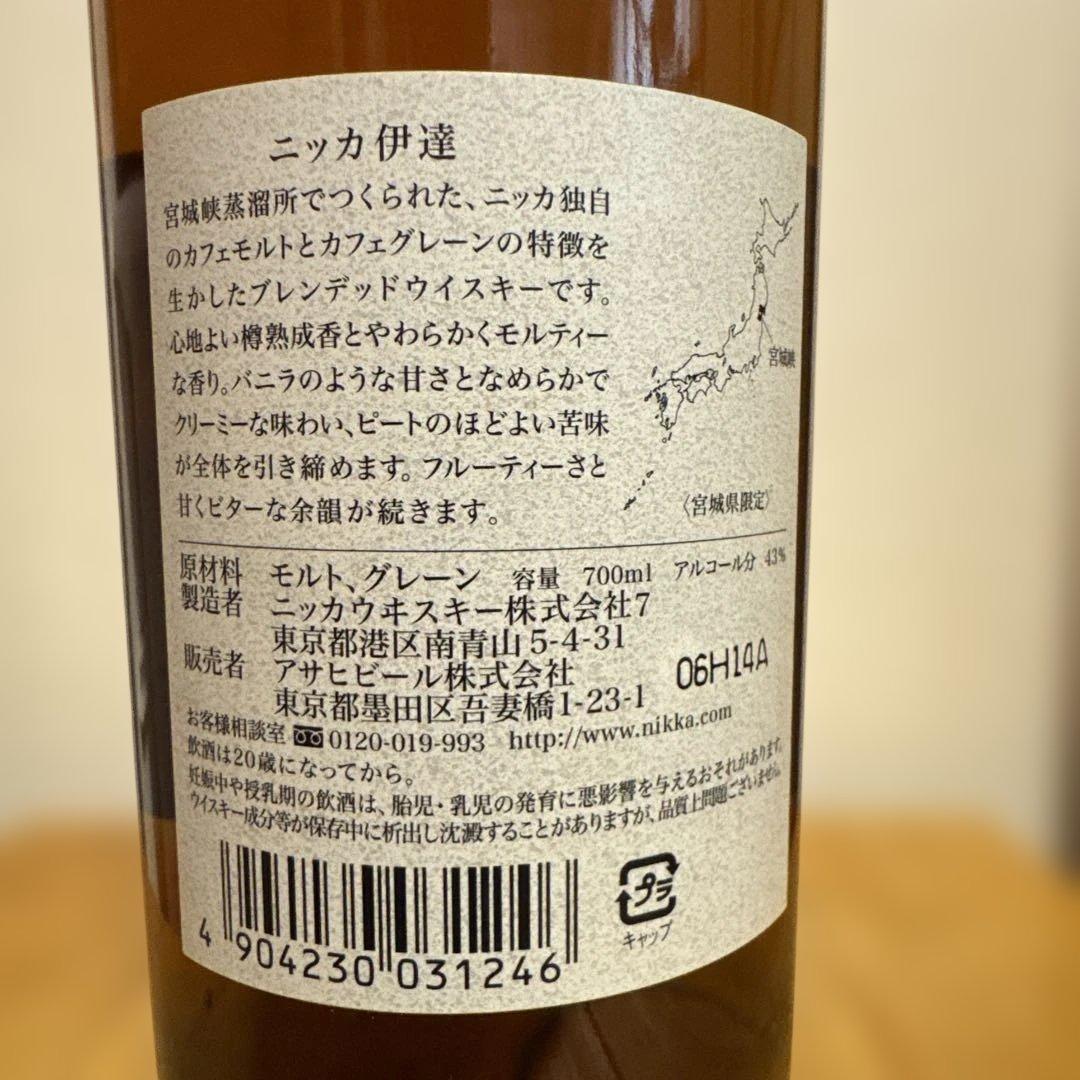 ニッカ伊達
宮城峡蒸溜所でつくられた、ニッカ独自
のカフェモルトとカフェグレーンの特徴を
生かしたブレンデッドウイスキーです。
心地よい樽熟成香とやわらかくモルティー
な香り。バニラのような甘さとなめらかで
クリーミーな味わい、ピートのほどよい苦味
が全体を引き締めます。フルーティーさと
甘くビターな余韻が続きます。
宮城峡
〈宮城県限定〉
原材料 モルト、グレーン 容量 700ml アルコール分 43%
製造者 ニッカウヰスキー株式会社7
東京都港区南青山5-4-31
販売者 アサヒビール株式会社
東京都墨田区吾妻橋1-23-1
06H14A
お客様相談室 0120-019-993 http://www.nikka.com
飲酒は20歳になってから。
妊娠中や授乳期の飲酒は、胎児・乳児の発育に悪影響を与えるおそれがあります。
ウイスキー成分等が保存中に析出し沈澱することがありますが、品質上問題ございません。
4 904230 031246
プラ
キャップ